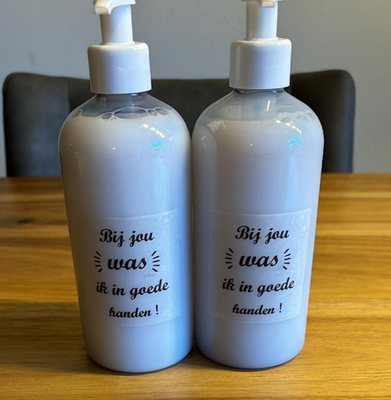 Bij jou
was
ik in goede
handen !
Bij jou
was
ik in goede
handen !